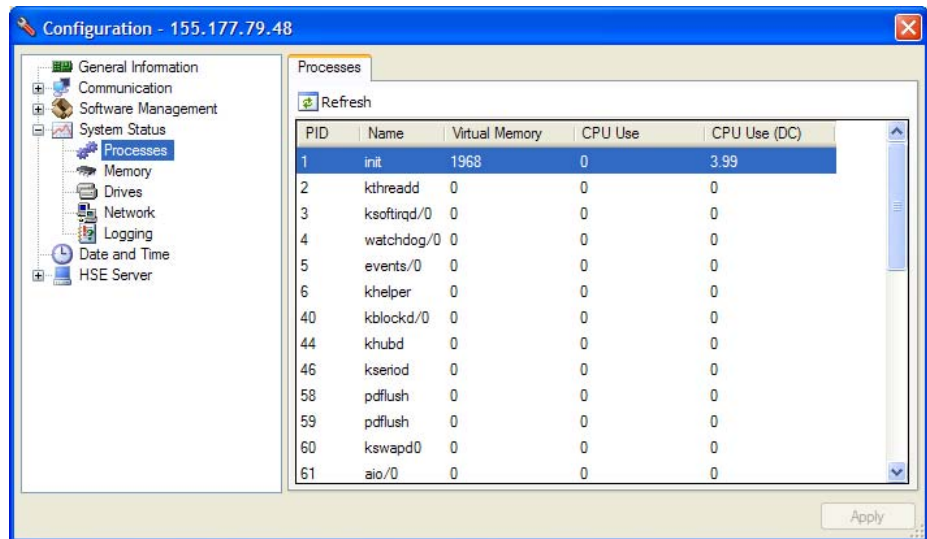 Configuration - 155.177.79.48
General Information
Communication
Software Management
System Status
Processes
Memory
Drives
Network
Logging
Date and Time
HSE Server
Processes
Refresh
PID Name Virtual Memory CPU Use CPU Use (DC)
1 init 1968 0 3.99
2 kthreadd 0 0 0
3 ksoftirqd/0 0 0 0
4 watchdog/0 0 0 0
5 events/0 0 0 0
6 khelper 0 0 0
40 kblockd/0 0 0 0
44 khubd 0 0 0
46 kseriod 0 0 0
58 pdflush 0 0 0
59 pdflush 0 0 0
60 kswapd0 0 0 0
61 aio/0 0 0 0
Apply